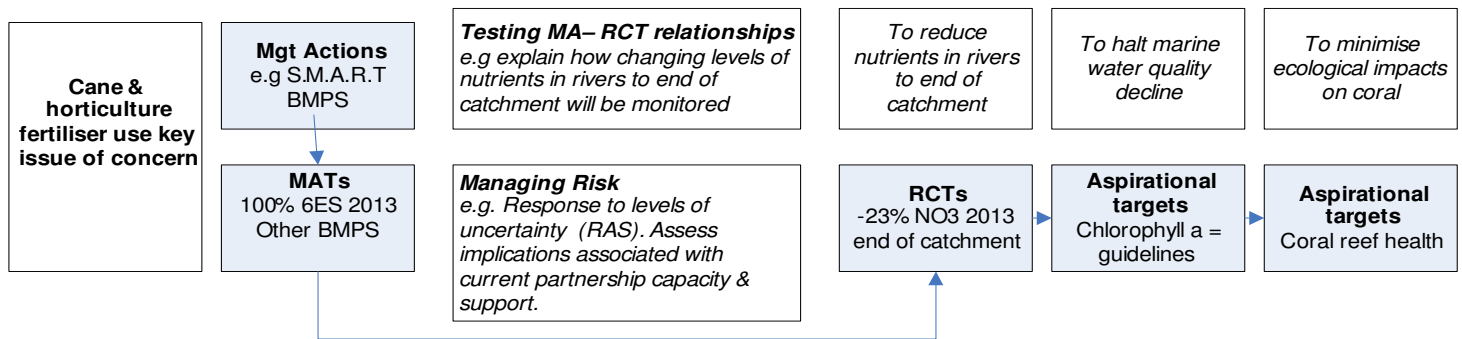 Cane &
horticulture
fertiliser use key
issue of concern
Mgt Actions
e.g S.M.A.R.T
BMPS
Testing MA– RCT relationships
e.g explain how changing levels of
nutrients in rivers to end of
catchment will be monitored
To reduce
nutrients in rivers
to end of
catchment
To halt marine
water quality
decline
To minimise
ecological impacts
on coral
MATs
100% 6ES 2013
Other BMPS
Managing Risk
e.g. Response to levels of
uncertainty (RAS). Assess
implications associated with
current partnership capacity &
support.
RCTs
-23% NO3 2013
end of catchment
Aspirational
targets
Chlorophyll a =
guidelines
Aspirational
targets
Coral reef health